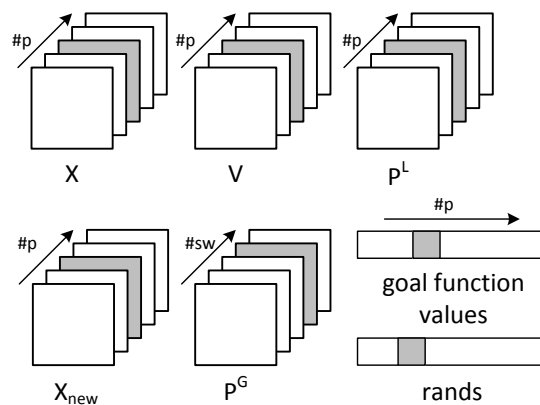 #p
#p
#p
X
V
P^L
#p
#sw
#p
goal function
values
X_new
P^G
rands